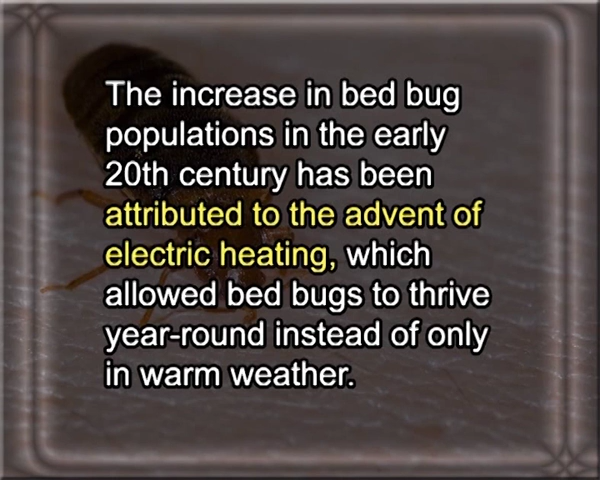 The increase in bed bug
populations in the early
20th century has been
attributed to the advent of
electric heating, which
allowed bed bugs to thrive
year-round instead of only
in warm weather.